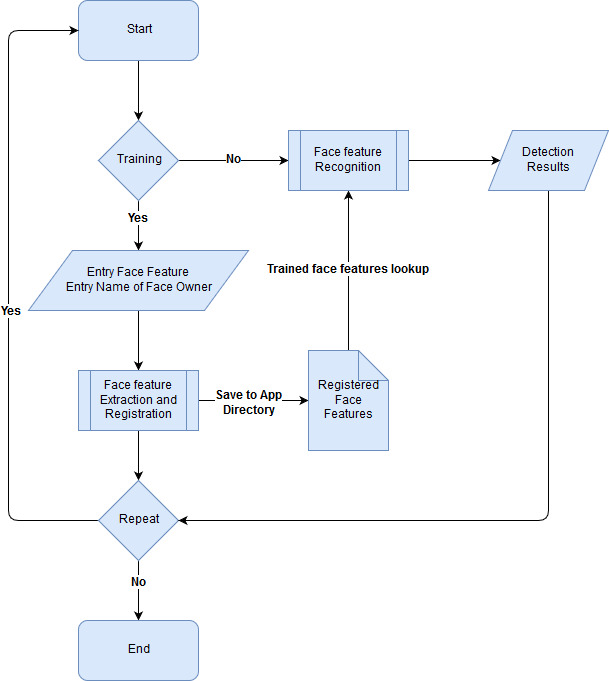 Start
Training
No
Face feature
Recognition
Detection
Results
Yes
Entry Face Feature
Entry Name of Face Owner
Trained face features lookup
Yes
Face feature
Extraction and
Registration
Save to App
Directory
Registered
Face
Features
Repeat
No
End